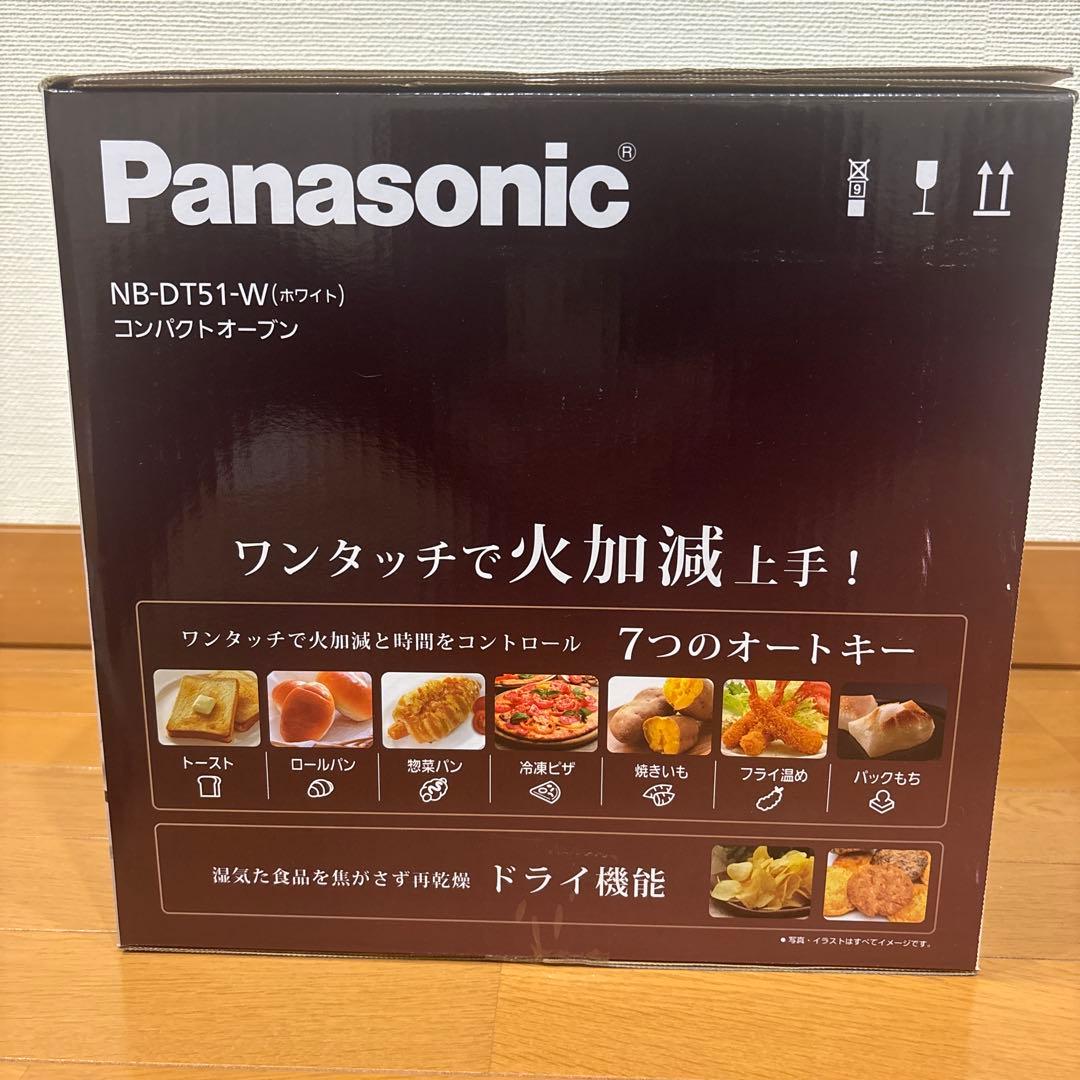 Panasonic®
9
NB-DT51-W(ホワイト)
コンパクトオーブン
ワンタッチで火加減上手!
ワンタッチで火加減と時間をコントロール 7つのオートキー
トースト ロールパン 惣菜パン 冷凍ピザ 焼きいも フライ温め パックもち
湿気た食品を焦がさず再乾燥 ドライ機能
●写真・イラストはすべてイメージです。